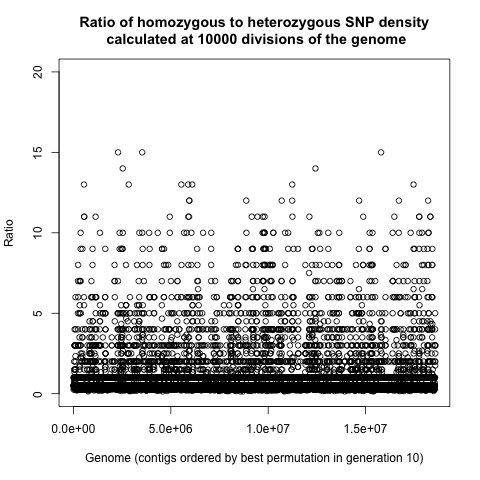 Ratio of homozygous to heterozygous SNP density
calculated at 10000 divisions of the genome
20
15
10
5
0
Ratio
0.0e+00 5.0e+06 1.0e+07 1.5e+07
Genome (contigs ordered by best permutation in generation 10)